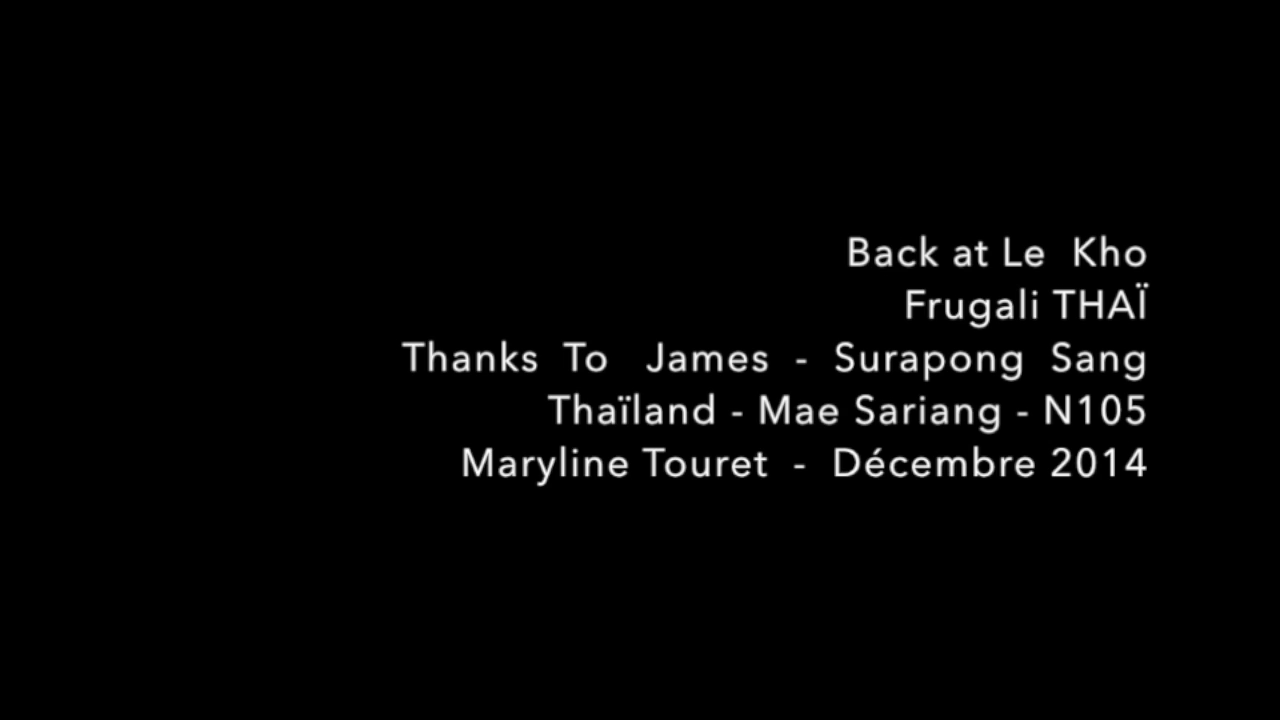 Back at Le Kho
Frugali THAÏ
Thanks To James - Surapong Sang
Thaïland - Mae Sariang - N105
Maryline Touret - Décembre 2014